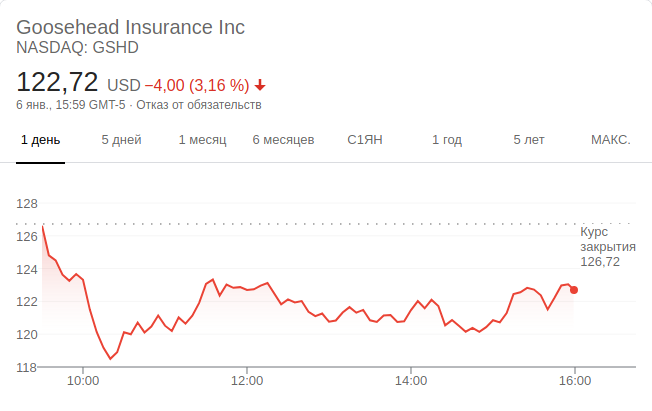 Goosehead Insurance Inc
NASDAQ: GSHD
122,72 USD −4,00 (3,16 %)
6 янв., 15:59 GMT-5 · Отказ от обязательств
1 день 5 дней 1 месяц 6 месяцев С1ЯН 1 год 5 лет МАКС.
128
126
124
122
120
118
Курс
закрытия
126,72
10:00 12:00 14:00 16:00